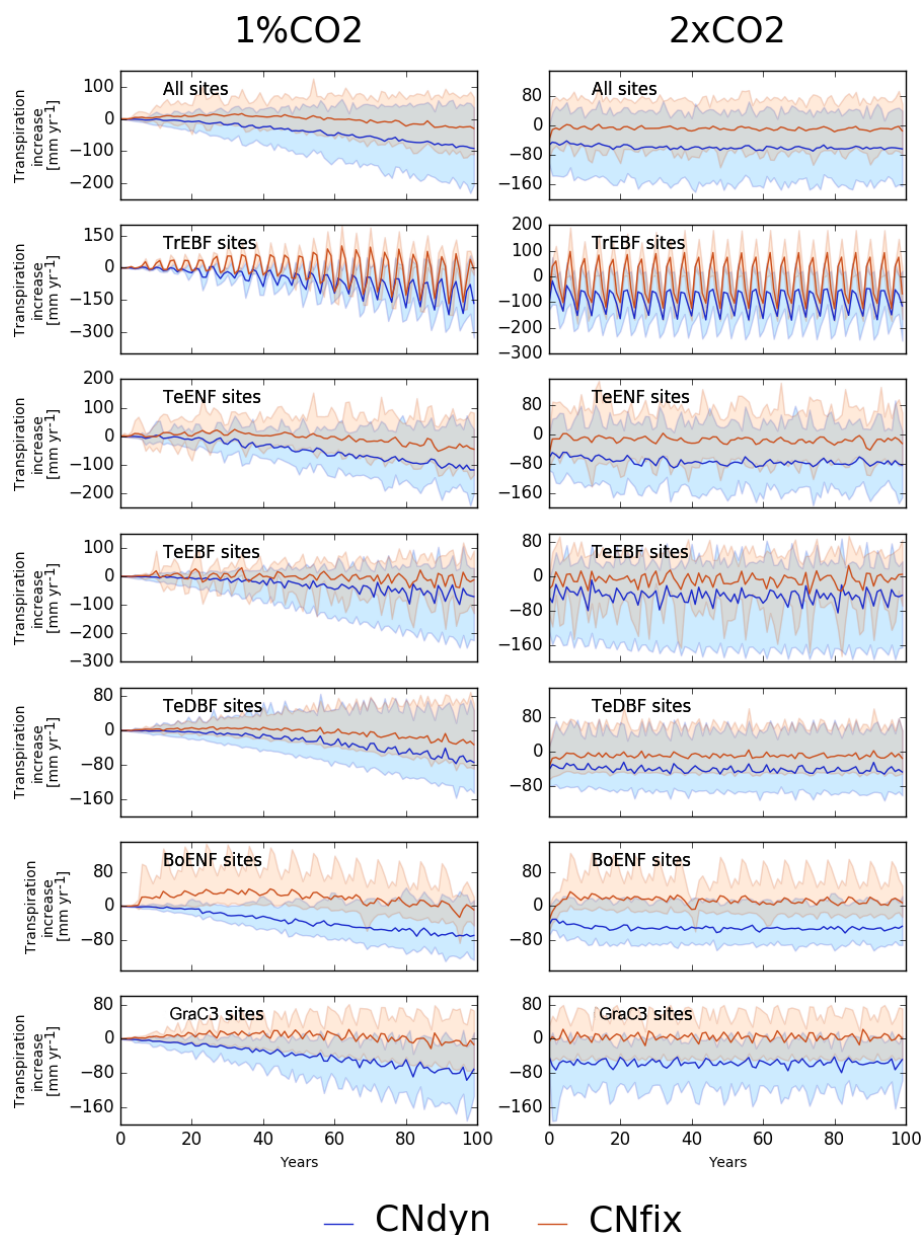 1%CO2
2xCO2
Transpiration
increase
[mm yr⁻¹]
150
100
0
−100
−200
All sites
80
0
−80
−160
All sites
Transpiration
increase
[mm yr⁻¹]
150
0
−150
−300
TrEBF sites
200
100
0
−100
−200
−300
TrEBF sites
Transpiration
increase
[mm yr⁻¹]
200
100
0
−100
−200
TeENF sites
80
0
−80
−160
TeENF sites
Transpiration
increase
[mm yr⁻¹]
100
0
−100
−200
−300
TeEBF sites
80
0
−80
−160
TeEBF sites
Transpiration
increase
[mm yr⁻¹]
80
0
−80
−160
TeDBF sites
80
0
−80
TeDBF sites
Transpiration
increase
[mm yr⁻¹]
80
0
−80
BoENF sites
80
0
−80
BoENF sites
Transpiration
increase
[mm yr⁻¹]
80
0
−80
−160
GraC3 sites
80
0
−80
−160
GraC3 sites
0 20 40 60 80 100
0 20 40 60 80 100
Years
Years
CNdyn CNfix